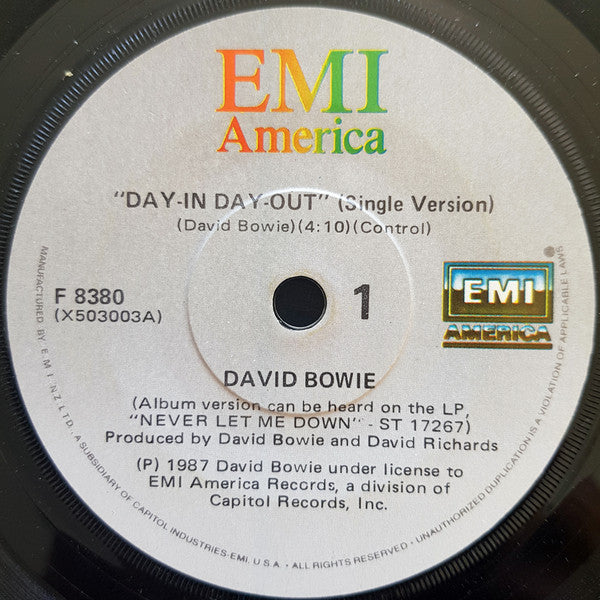 EMI
America
"DAY-IN DAY-OUT" (Single Version)
(David Bowie)(4:10)(Control)
F 8380
(X503003A)
1
EMI
AMERICA
DAVID BOWIE
(Album version can be heard on the LP,
"NEVER LET ME DOWN" - ST 17267)
Produced by David Bowie and David Richards
(P) 1987 David Bowie under license to
EMI America Records, a division of
Capitol Records, Inc.
MANUFACTURED BY E.M.I (N.Z.) LTD. A SUBSIDIARY OF CAPITOL INDUSTRIES-EMI, U.S.A. • ALL RIGHTS RESERVED • UNAUTHORIZED DUPLICATION IS A VIOLATION OF APPLICABLE LAWS